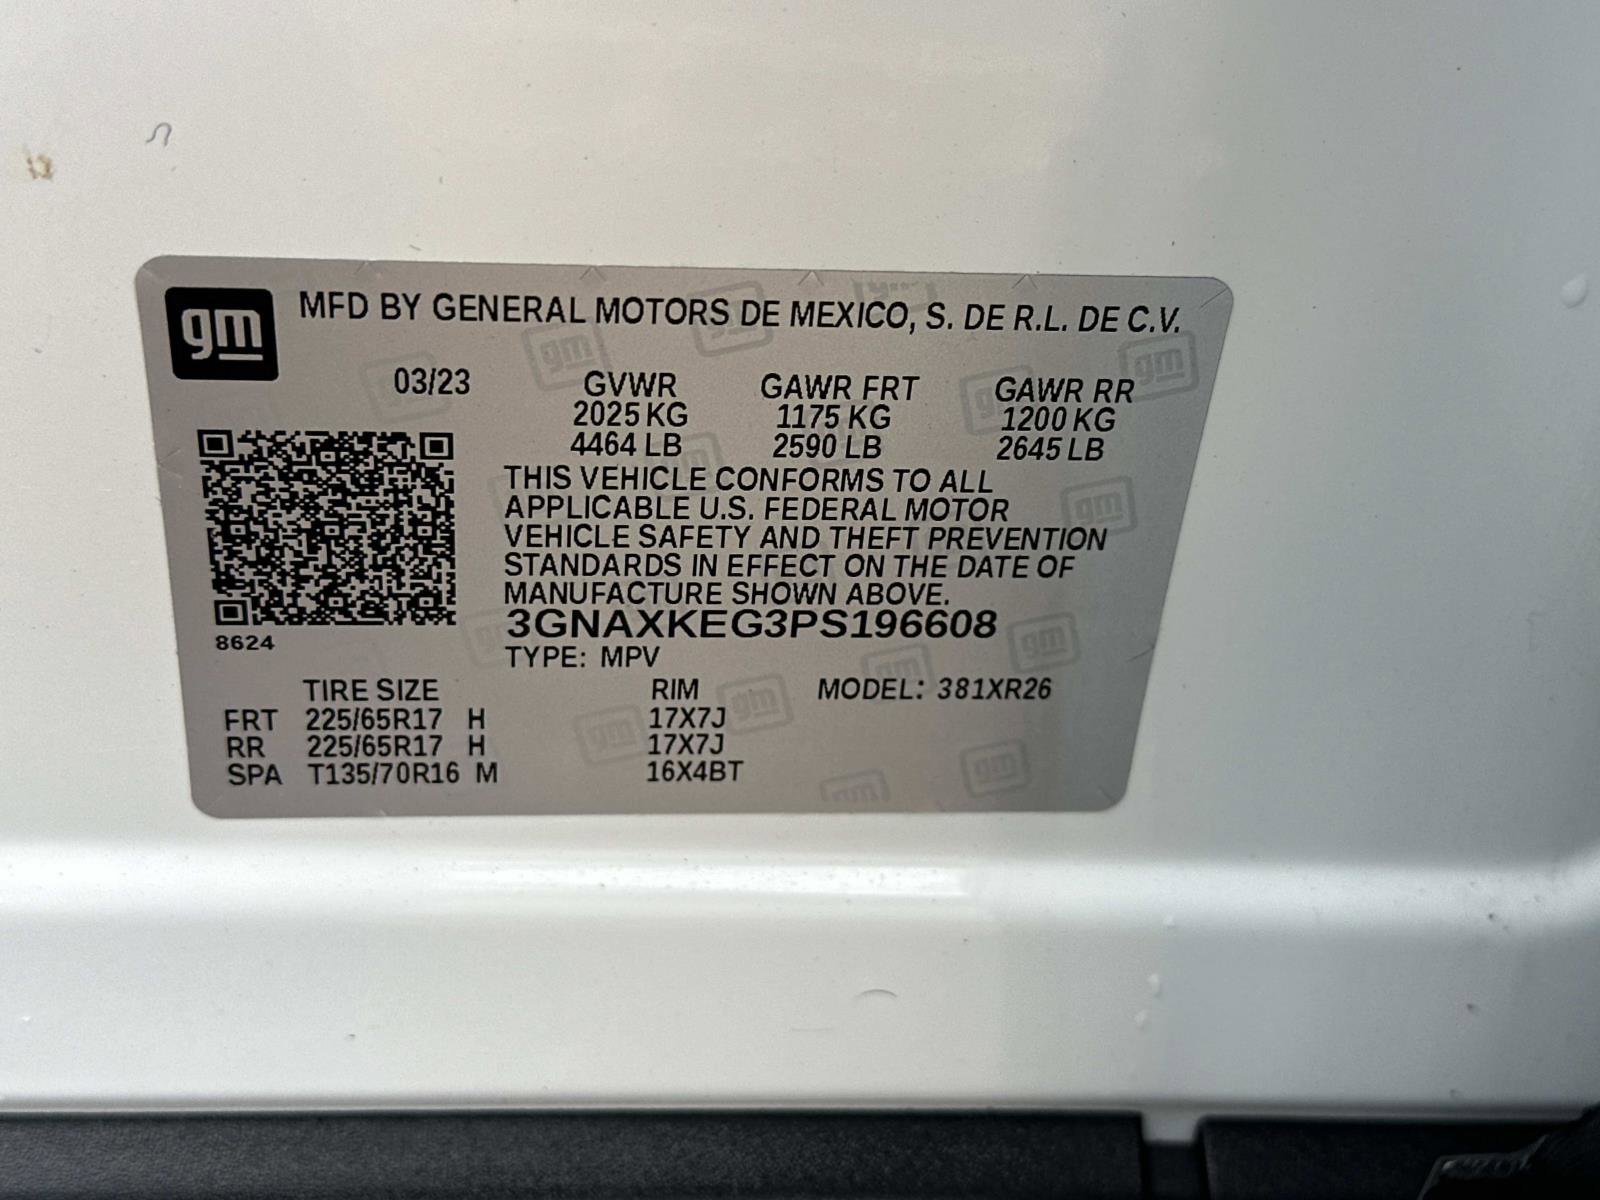 gm MFD BY GENERAL MOTORS DE MEXICO, S. DE R.L. DE C.V.
03/23 GVWR GAWR FRT GAWR RR
2025 KG 1175 KG 1200 KG
4464 LB 2590 LB 2645 LB
THIS VEHICLE CONFORMS TO ALL
APPLICABLE U.S. FEDERAL MOTOR
VEHICLE SAFETY AND THEFT PREVENTION
STANDARDS IN EFFECT ON THE DATE OF
MANUFACTURE SHOWN ABOVE.
3GNAXKEG3PS196608
8624
TYPE: MPV
TIRE SIZE RIM MODEL: 381XR26
FRT 225/65R17 H 17X7J
RR 225/65R17 H 17X7J
SPA T135/70R16 M 16X4BT